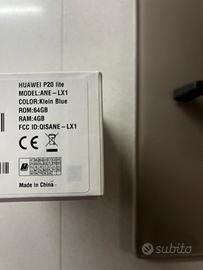 HUAWEI P20 lite
MODEL:ANE-LX1
COLOR:Klein Blue
ROM:64GB
RAM:4GB
FCC ID:QISANE-LX1
Made in China
subito